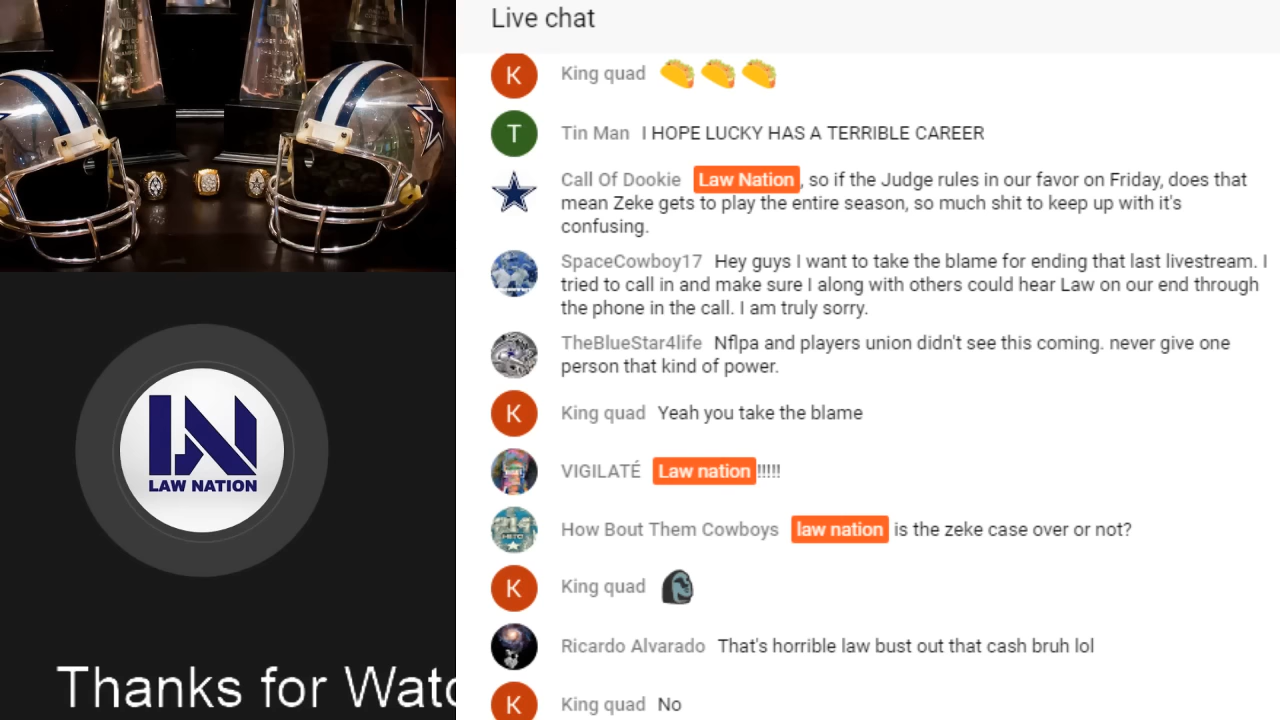 Live chat
King quad
Tin Man I HOPE LUCKY HAS A TERRIBLE CAREER
Call Of Dookie Law Nation, so if the Judge rules in our favor on Friday, does that
mean Zeke gets to play the entire season, so much shit to keep up with it's
confusing.
SpaceCowboy17 Hey guys I want to take the blame for ending that last livestream. I
tried to call in and make sure I along with others could hear Law on our end through
the phone in the call. I am truly sorry.
TheBlueStar4life Nflpa and players union didn't see this coming. never give one
person that kind of power.
King quad Yeah you take the blame
VIGILATÉ Law nation!!!!!
How Bout Them Cowboys law nation is the zeke case over or not?
King quad
Ricardo Alvarado That's horrible law bust out that cash bruh lol
King quad No
LN
LAW NATION
Thanks for Watc